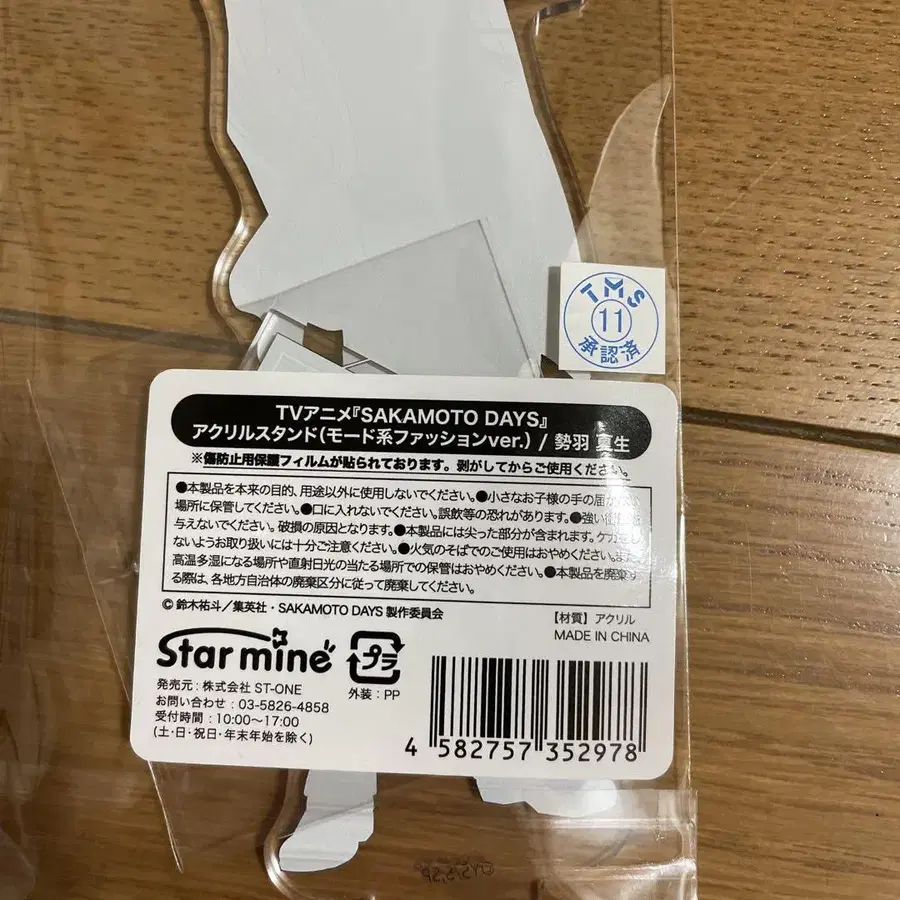 TMS
11
承認済
TVアニメ『SAKAMOTO DAYS』
アクリルスタンド(モード系ファッションver.) / 勢羽 夏生
※傷防止用保護フィルムが貼られております。剥がしてからご使用ください。
●本製品を本来の目的、用途以外に使用しないでください。●小さなお子様の手の届かない
場所に保管してください。●口に入れないでください。誤飲等の恐れがあります。●強い
与えないでください。破損の原因となります。●本製品には尖った部分が含まれます。ケガをし
ないようお取り扱いには十分ご注意ください。●火気のそばでのご使用はおやめください。また
高温多湿になる場所や直射日光の当たる場所での保管はおやめください。●本製品を廃棄す
る際は、各地方自治体の廃棄区分に従って廃棄してください。
© 鈴木祐斗／集英社・SAKAMOTO DAYS 製作委員会
【材質】アクリル
MADE IN CHINA
Star mine
プラ
外装：PP
発売元：株式会社 ST-ONE
お問い合わせ：03-5826-4858
受付時間：10:00～17:00
(土・日・祝日・年末年始を除く)
4 582757 352978